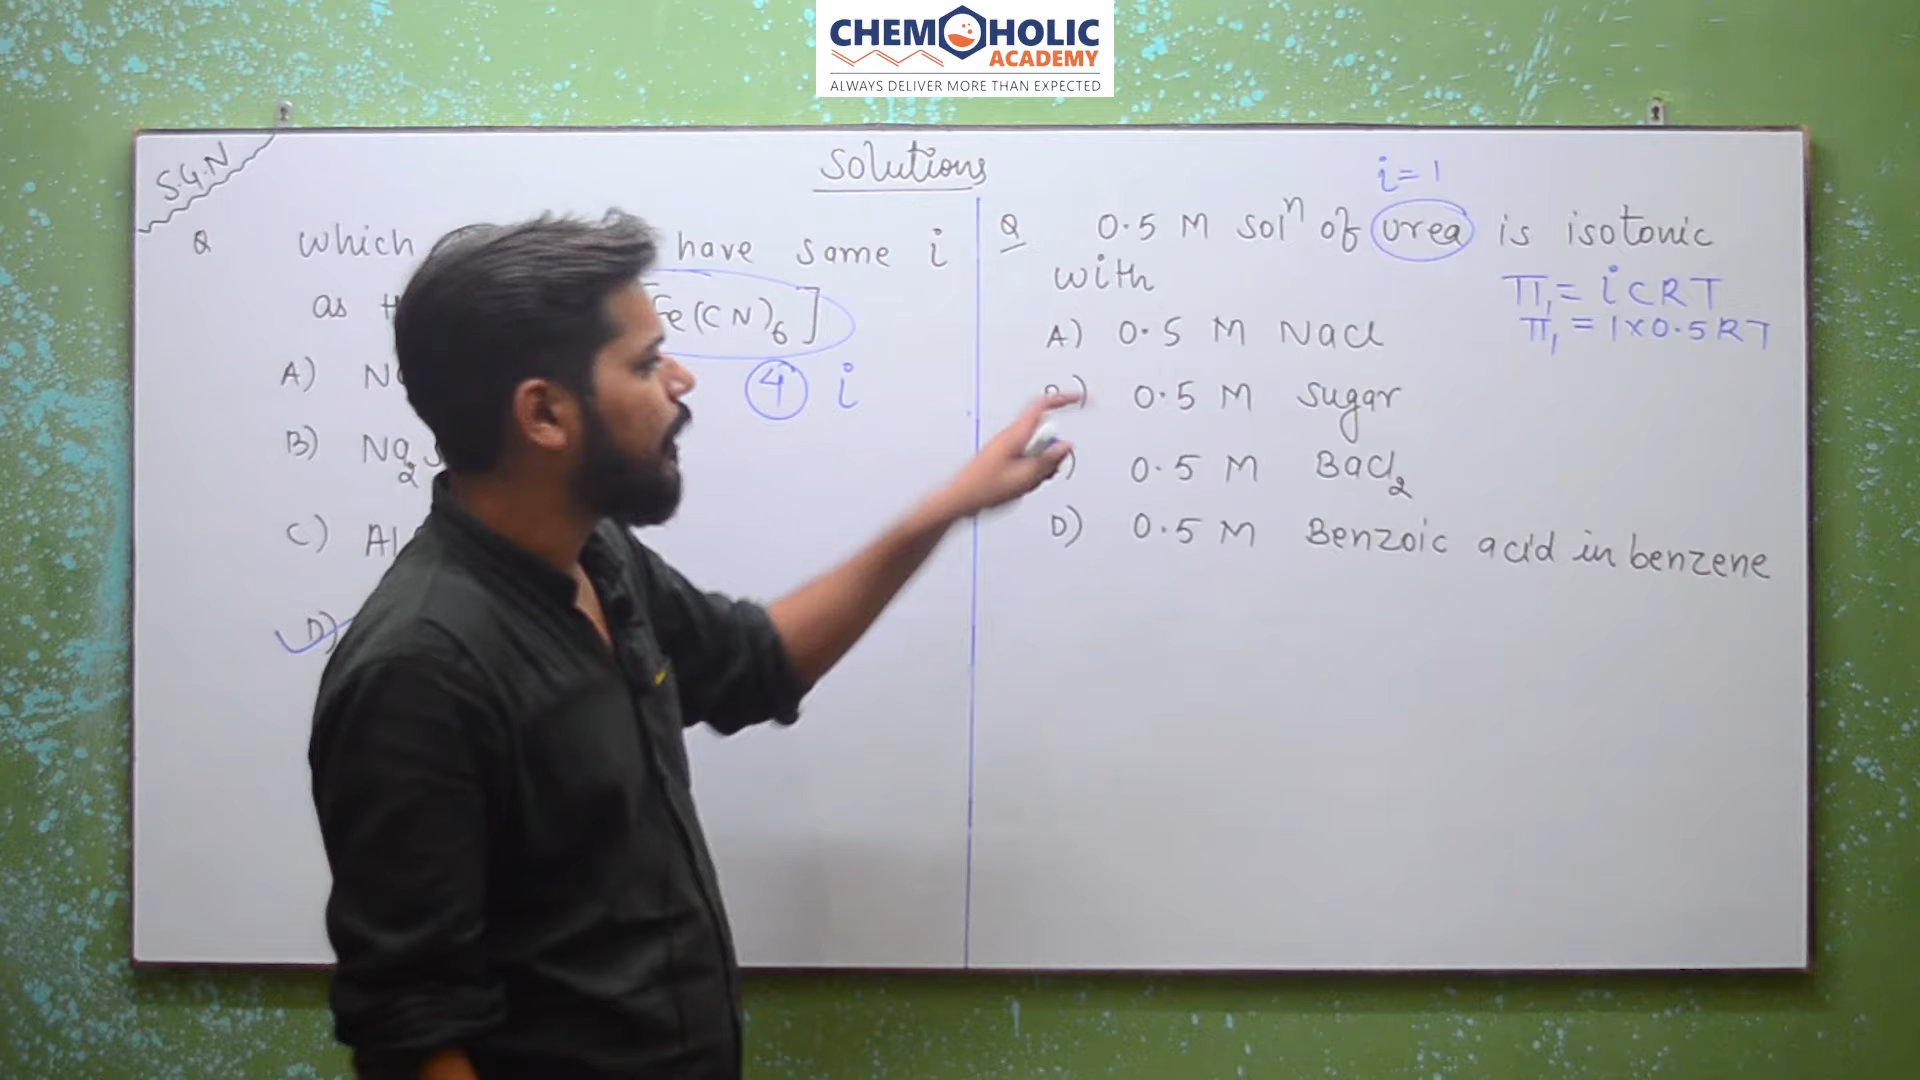 CHEMOHOLIC
ACADEMY
ALWAYS DELIVER MORE THAN EXPECTED
S.G.N
Solutions
Q which have same i
as Fe(CN)6]
A)
B) Na2S
C) Al
D)
4 i
i = 1
Q 0.5 M solⁿ of urea is isotonic
with
π1 = iCRT
π1 = 1×0.5RT
A) 0.5 M NaCl
B) 0.5 M Sugar
) 0.5 M BaCl2
D) 0.5 M Benzoic acid in benzene